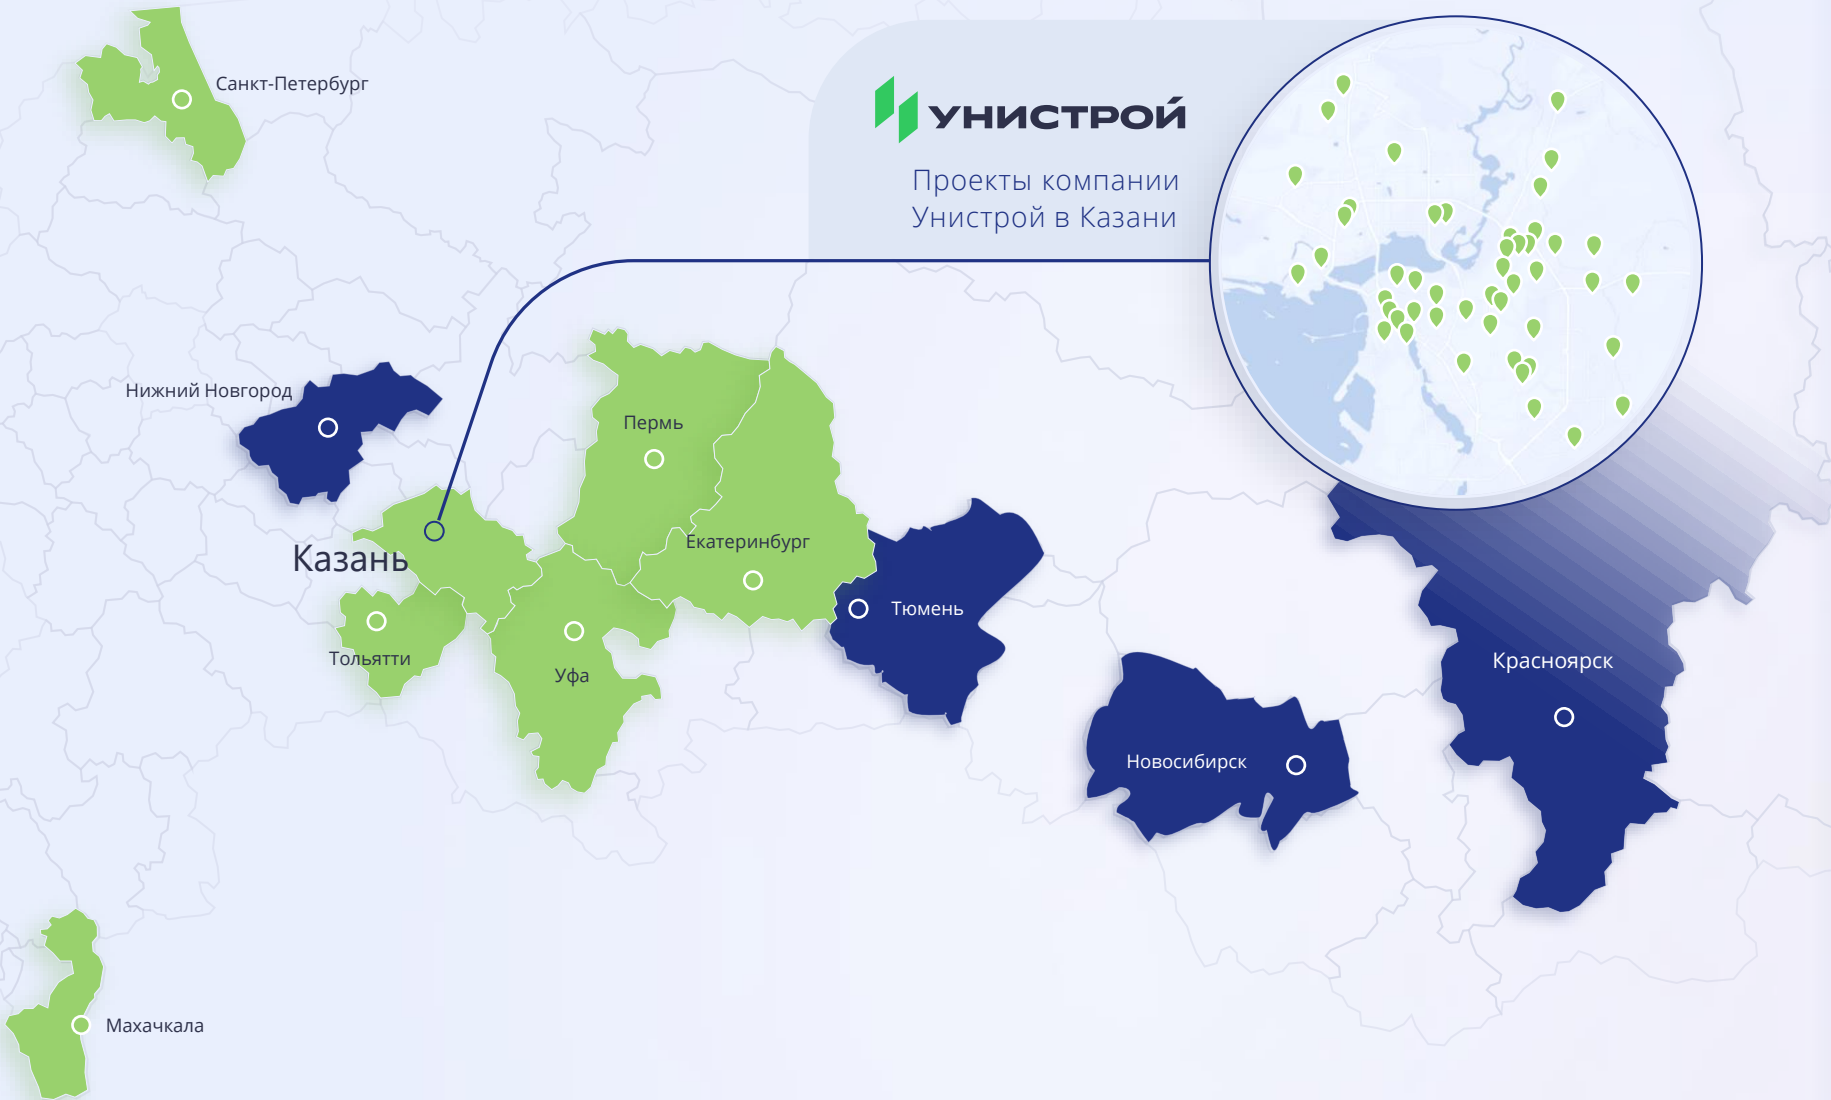 Санкт-Петербург
УНИСТРОЙ
Проекты компании
Унистрой в Казани
Нижний Новгород
Пермь
Екатеринбург
Казань
Тюмень
Тольятти
Уфа
Красноярск
Новосибирск
Махачкала